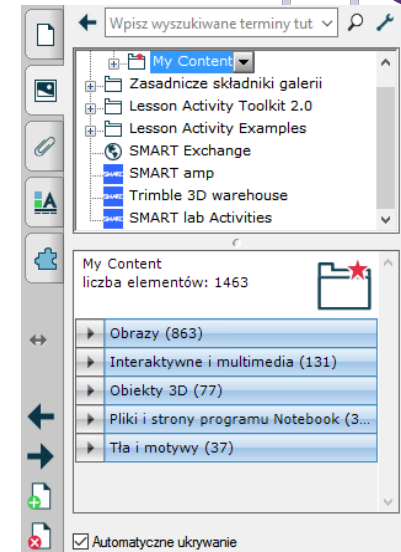 Wpisz wyszukiwane terminy tut
My Content
Zasadnicze składniki galerii
Lesson Activity Toolkit 2.0
Lesson Activity Examples
SMART Exchange
SMART amp
Trimble 3D warehouse
SMART lab Activities
My Content
liczba elementów: 1463
Obrazy (863)
Interaktywne i multimedia (131)
Obiekty 3D (77)
Pliki i strony programu Notebook (3...
Tła i motywy (37)
Automatyczne ukrywanie